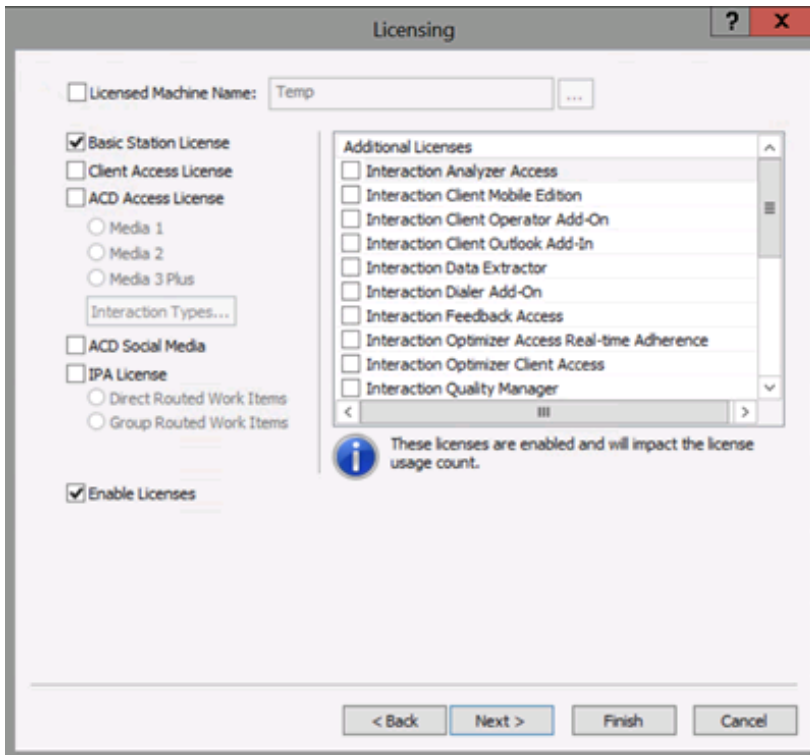 Licensing
? X
Licensed Machine Name: Temp ...
Basic Station License
Client Access License
ACD Access License
Media 1
Media 2
Media 3 Plus
Interaction Types...
ACD Social Media
IPA License
Direct Routed Work Items
Group Routed Work Items
Enable Licenses
Additional Licenses
Interaction Analyzer Access
Interaction Client Mobile Edition
Interaction Client Operator Add-On
Interaction Client Outlook Add-In
Interaction Data Extractor
Interaction Dialer Add-On
Interaction Feedback Access
Interaction Optimizer Access Real-time Adherence
Interaction Optimizer Client Access
Interaction Quality Manager
These licenses are enabled and will impact the license
usage count.
< Back Next > Finish Cancel